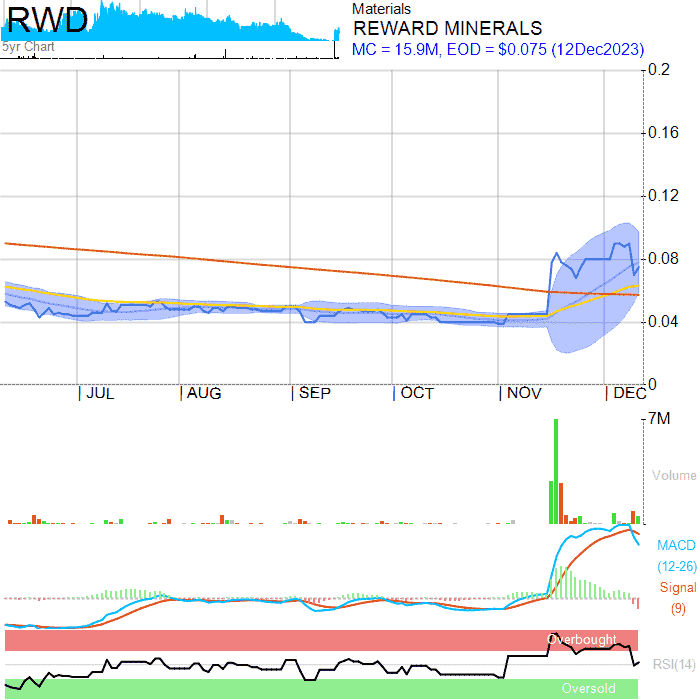 RWD
5yr Chart
Materials
REWARD MINERALS
MC = 15.9M, EOD = $0.075 (12Dec2023)
0.2
0.16
0.12
0.08
0.04
0
| JUL | AUG | SEP | OCT | NOV | DEC
7M
Volume
MACD
(12-26)
Signal
(9)
Overbought
RSI(14)
Oversold